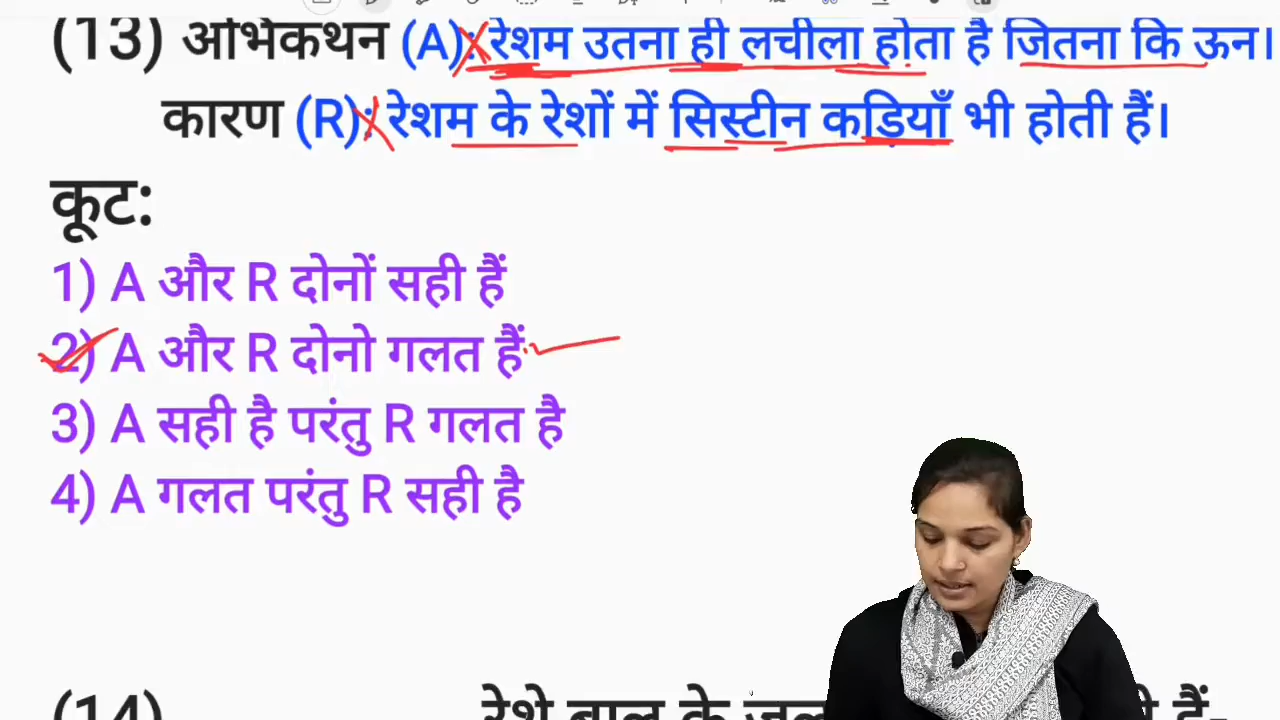 (13) अभिकथन (A): रेशम उतना ही लचीला होता है जितना कि ऊन।
कारण (R): रेशम के रेशों में सिस्टीन कड़ियाँ भी होती हैं।
कूट:
1) A और R दोनों सही हैं
2) A और R दोनो गलत हैं
3) A सही है परंतु R गलत है
4) A गलत परंतु R सही है
(14) रेशे बाल के